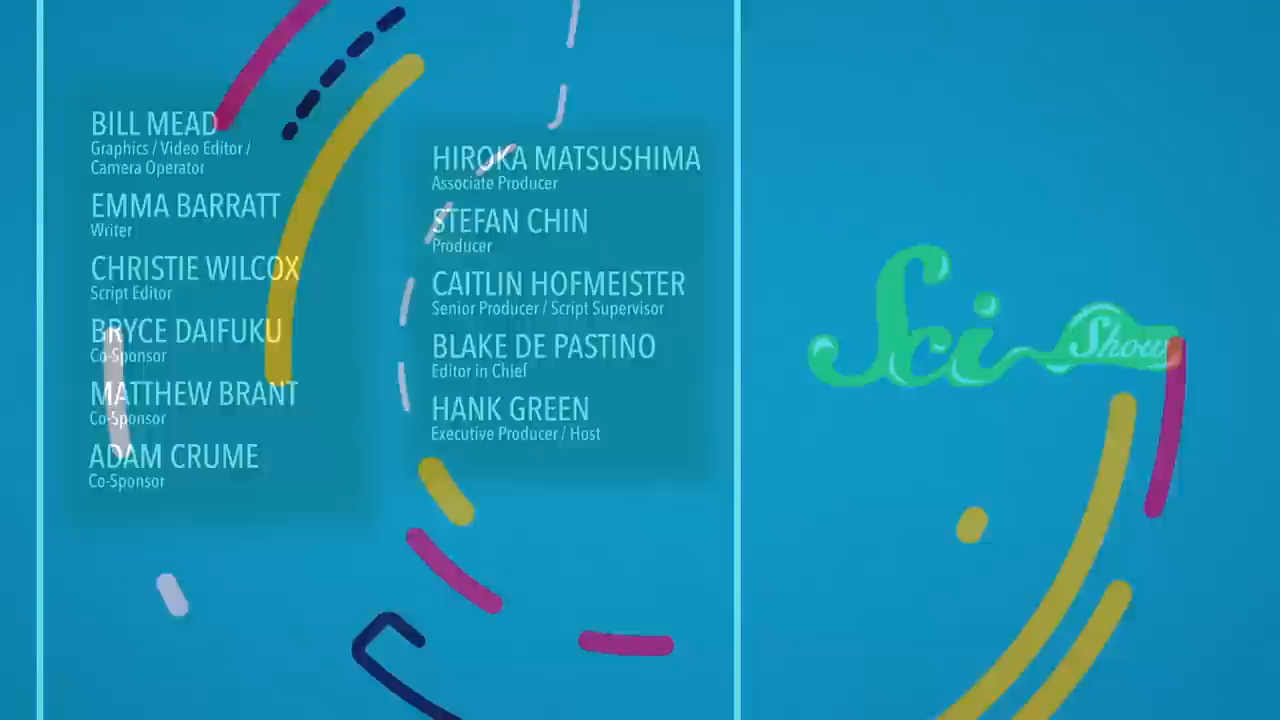 BILL MEAD
Graphics / Video Editor /
Camera Operator
EMMA BARRATT
Writer
CHRISTIE WILCOX
Script Editor
BRYCE DAIFUKU
Co-Sponsor
MATTHEW BRANT
Co-Sponsor
ADAM CRUME
Co-Sponsor
HIROKA MATSUSHIMA
Associate Producer
STEFAN CHIN
Producer
CAITLIN HOFMEISTER
Senior Producer / Script Supervisor
BLAKE DE PASTINO
Editor in Chief
HANK GREEN
Executive Producer / Host
Sci Show